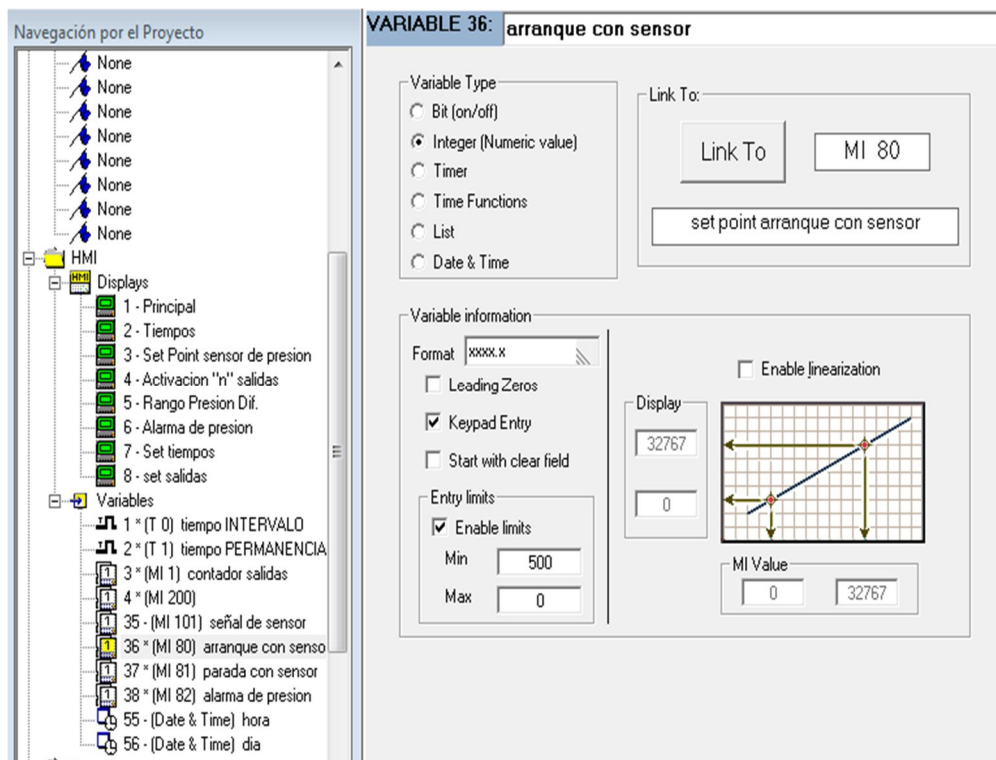 Navegación por el Proyecto
None
None
None
None
None
None
None
None
HMI
HMI
Displays
1 - Principal
2 - Tiempos
3 - Set Point sensor de presion
4 - Activacion "n" salidas
5 - Rango Presion Dif.
6 - Alarma de presion
7 - Set tiempos
8 - set salidas
Variables
1 * (T 0) tiempo INTERVALO
2 * (T 1) tiempo PERMANENCIA
3 * (MI 1) contador salidas
4 * (MI 200)
35 - (MI 101) señal de sensor
36 * (MI 80) arranque con senso
37 * (MI 81) parada con sensor
38 * (MI 82) alarma de presion
55 - (Date & Time) hora
56 - (Date & Time) dia
VARIABLE 36: arranque con sensor
Variable Type
Bit (on/off)
Integer (Numeric value)
Timer
Time Functions
List
Date & Time
Link To:
Link To MI 80
set point arranque con sensor
Variable information
Format xxxx.x
Leading Zeros
Keypad Entry
Start with clear field
Entry limits
Enable limits
Min 500
Max 0
Enable linearization
Display
32767
0
MI Value
0 32767